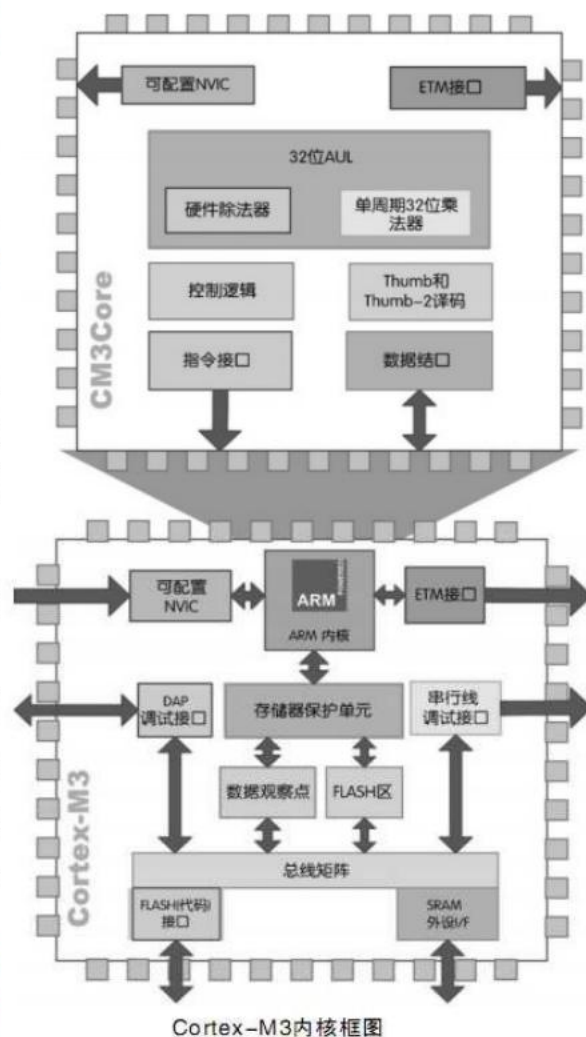 可配置NVIC
ETM接口
32位AUL
硬件除法器
单周期32位乘
法器
控制逻辑
Thumb和
Thumb-2译码
指令接口
数据结口
CM3Core
可配置
NVIC
ARM
ARM 内核
ETM接口
DAP
调试接口
存储器保护单元
串行线
调试接口
数据观察点
FLASH区
总线矩阵
FLASH(代码)
接口
SRAM
外设I/F
Cortex-M3
Cortex-M3内核框图